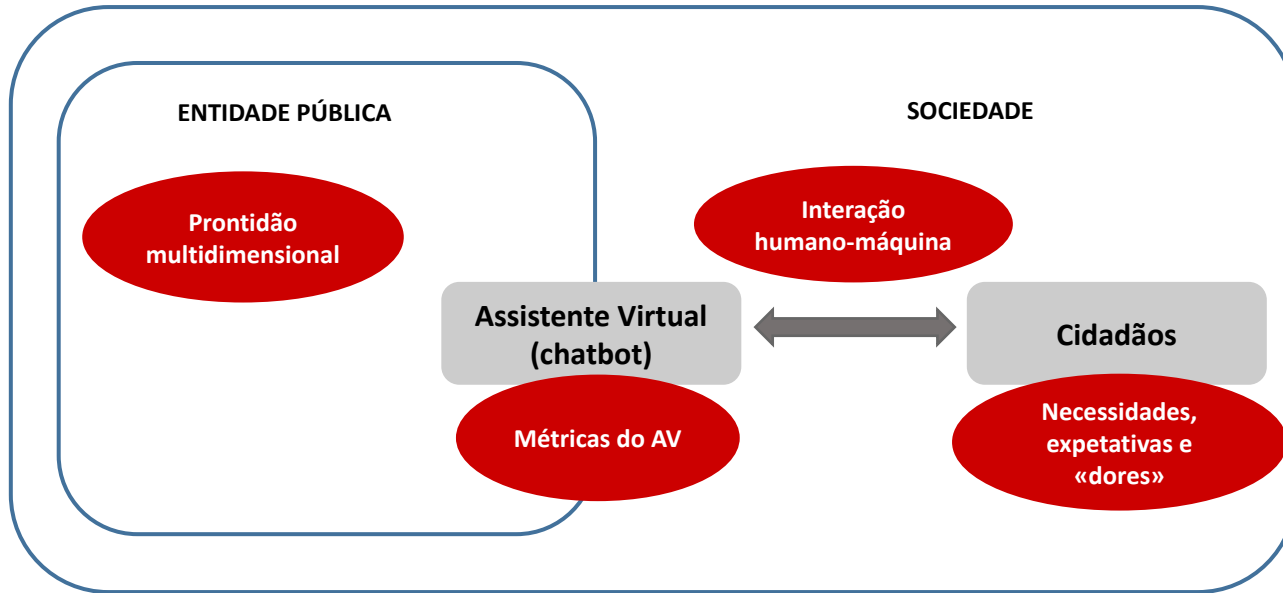 ENTIDADE PÚBLICA
SOCIEDADE
Prontidão
multidimensional
Interação
humano-máquina
Assistente Virtual
(chatbot)
Cidadãos
Métricas do AV
Necessidades,
expetativas e
«dores»